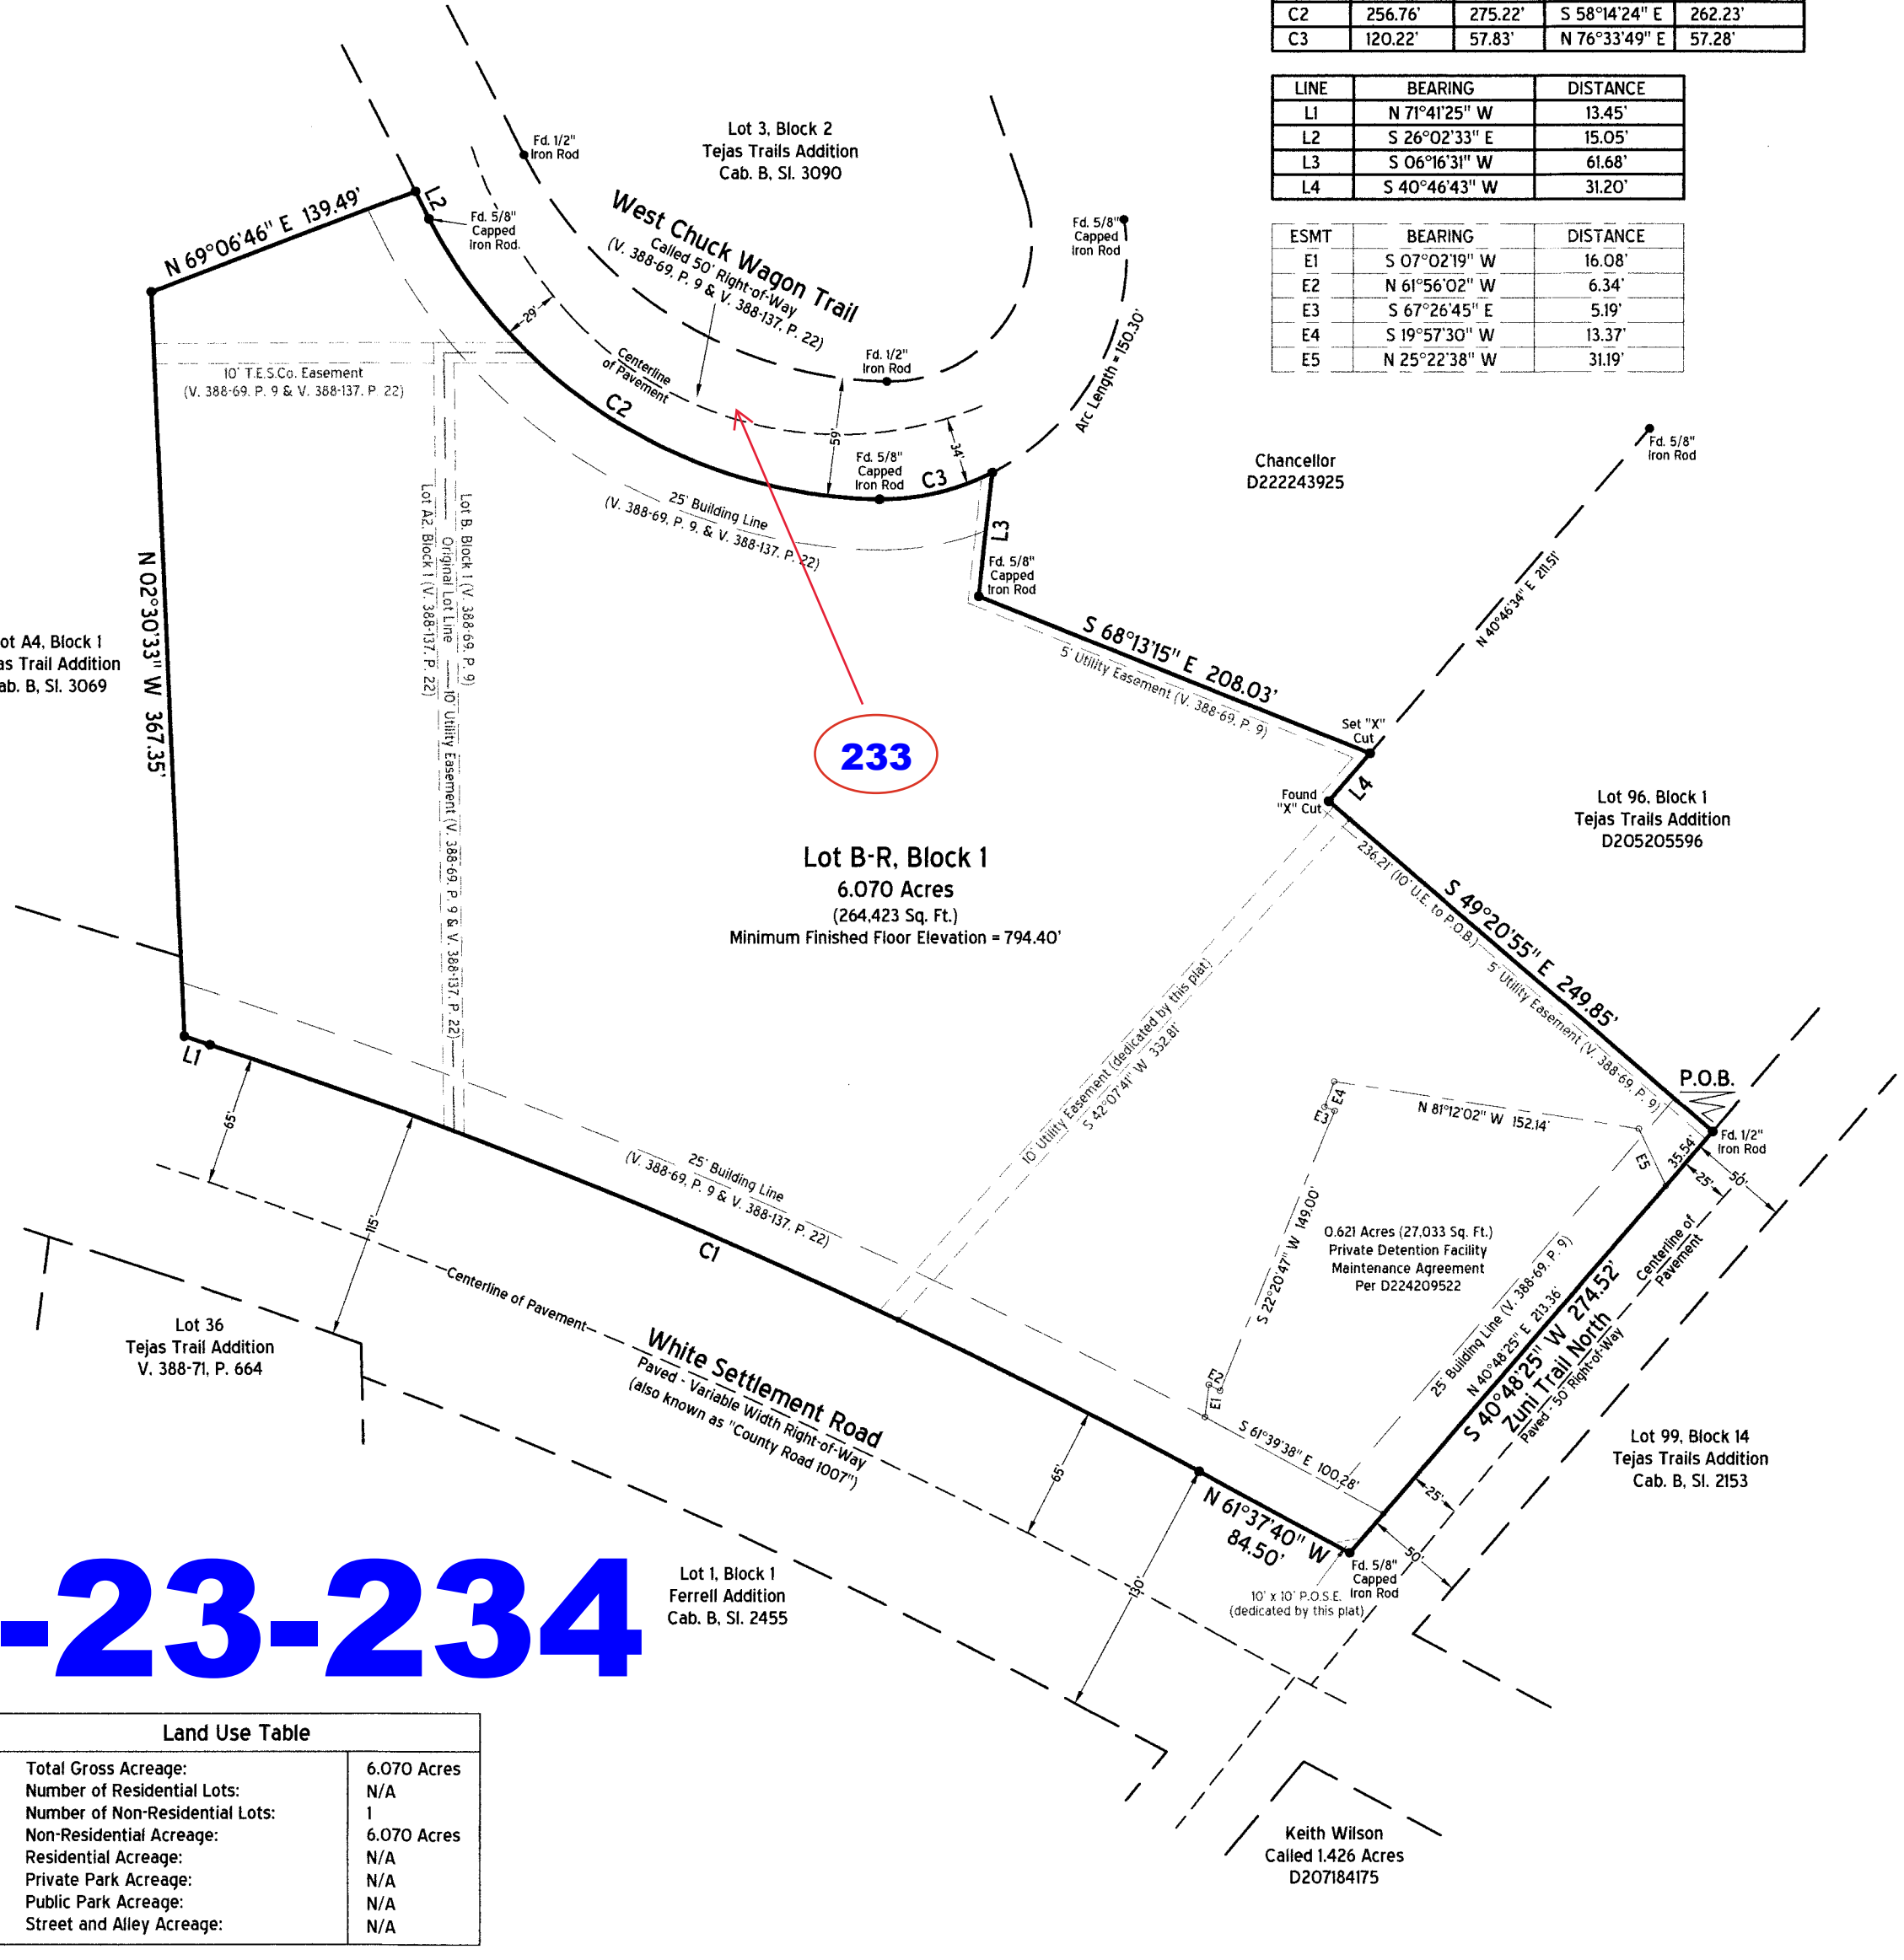 C2 256.76' 275.22' S 58°14'24" E 262.23'
C3 120.22' 57.83' N 76°33'49" E 57.28'
LINE BEARING DISTANCE
L1 N 71°41'25" W 13.45'
L2 S 26°02'33" E 15.05'
L3 S 06°16'31" W 61.68'
L4 S 40°46'43" W 31.20'
ESMT BEARING DISTANCE
E1 S 07°02'19" W 16.08'
E2 N 61°56'02" W 6.34'
E3 S 67°26'45" E 5.19'
E4 S 19°57'30" W 13.37'
E5 N 25°22'38" W 31.19'
Fd. 1/2"
Iron Rod
Lot 3, Block 2
Tejas Trails Addition
Cab. B, Sl. 3090
N 69°06'46" E 139.49'
L2
Fd. 5/8"
Capped
Iron Rod.
West Chuck Wagon Trail
Called 50' Right-of-Way
(V. 388-69, P. 9 & V. 388-137, P. 22)
Fd. 5/8"
Capped
Iron Rod
29'
Centerline
of Pavement
Fd. 1/2"
Iron Rod
Arc Length = 150.30'
10' T.E.S.Co. Easement
(V. 388-69, P. 9 & V. 388-137, P. 22)
C2
59'
34'
Fd. 5/8"
Capped
Iron Rod
C3
25' Building Line
(V. 388-69, P. 9, & V. 388-137, P. 22)
L3
Fd. 5/8"
Capped
Iron Rod
Chancellor
D222243925
Fd. 5/8"
Iron Rod
N 40°46'34" E 211.51'
Lot B, Block 1 (V. 388-69, P. 9)
Original Lot Line
10' Utility Easement (V. 388-69, P. 9 & V. 388-137, P. 22)
Lot A2, Block 1 (V. 388-137, P. 22)
N 02°30'33" W 367.35'
ot A4, Block 1
as Trail Addition
ab. B, Sl. 3069
S 68°13'15" E 208.03'
5' Utility Easement (V. 388-69, P. 9)
Set "X"
Cut
L4
Found
"X" Cut
233
Lot B-R, Block 1
6.070 Acres
(264,423 Sq. Ft.)
Minimum Finished Floor Elevation = 794.40'
Lot 96, Block 1
Tejas Trails Addition
D205205596
S 49°20'55" E 249.85'
236.21' (10' U.E. to P.O.B.)
5' Utility Easement (V. 388-69, P. 9)
10' Utility Easement (dedicated by this plat)
S 42°07'41" W 332.81'
P.O.B.
Fd. 1/2"
Iron Rod
L1
65'
115'
E4
E3
N 81°12'02" W 152.14'
E5
35.54'
25'
50'
S 22°20'47" W 149.00'
0.621 Acres (27,033 Sq. Ft.)
Private Detention Facility
Maintenance Agreement
Per D224209522
25' Building Line (V. 388-69, P. 9)
N 40°48'25" E 213.36'
S 40°48'25" W 274.52'
Zuni Trail North
Paved - 50' Right-of-Way
Centerline of
Pavement
25' Building Line
(V. 388-69, P. 9 & V. 388-137, P. 22)
C1
Centerline of Pavement
White Settlement Road
Paved - Variable Width Right-of-Way
(also known as "County Road 1007")
Lot 36
Tejas Trail Addition
V. 388-71, P. 664
E2
E1
S 61°39'38" E 100.28'
65'
130'
N 61°37'40" W
84.50'
25'
50'
Fd. 5/8"
Capped
Iron Rod
10' x 10' P.O.S.E.
(dedicated by this plat)
Lot 99, Block 14
Tejas Trails Addition
Cab. B, Sl. 2153
Lot 1, Block 1
Ferrell Addition
Cab. B, Sl. 2455
-23-234
Keith Wilson
Called 1.426 Acres
D207184175
Land Use Table
Total Gross Acreage: 6.070 Acres
Number of Residential Lots: N/A
Number of Non-Residential Lots: 1
Non-Residential Acreage: 6.070 Acres
Residential Acreage: N/A
Private Park Acreage: N/A
Public Park Acreage: N/A
Street and Alley Acreage: N/A